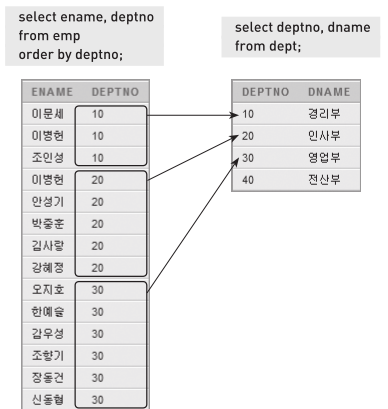 select ename, deptno
from emp
order by deptno;
select deptno, dname
from dept;
ENAME DEPTNO
이문세 10
이병헌 10
조인성 10
이병헌 20
안성기 20
박중훈 20
김사랑 20
강혜정 20
오지호 30
한예슬 30
감우성 30
조향기 30
장동건 30
신동협 30
DEPTNO DNAME
10 경리부
20 인사부
30 영업부
40 전산부